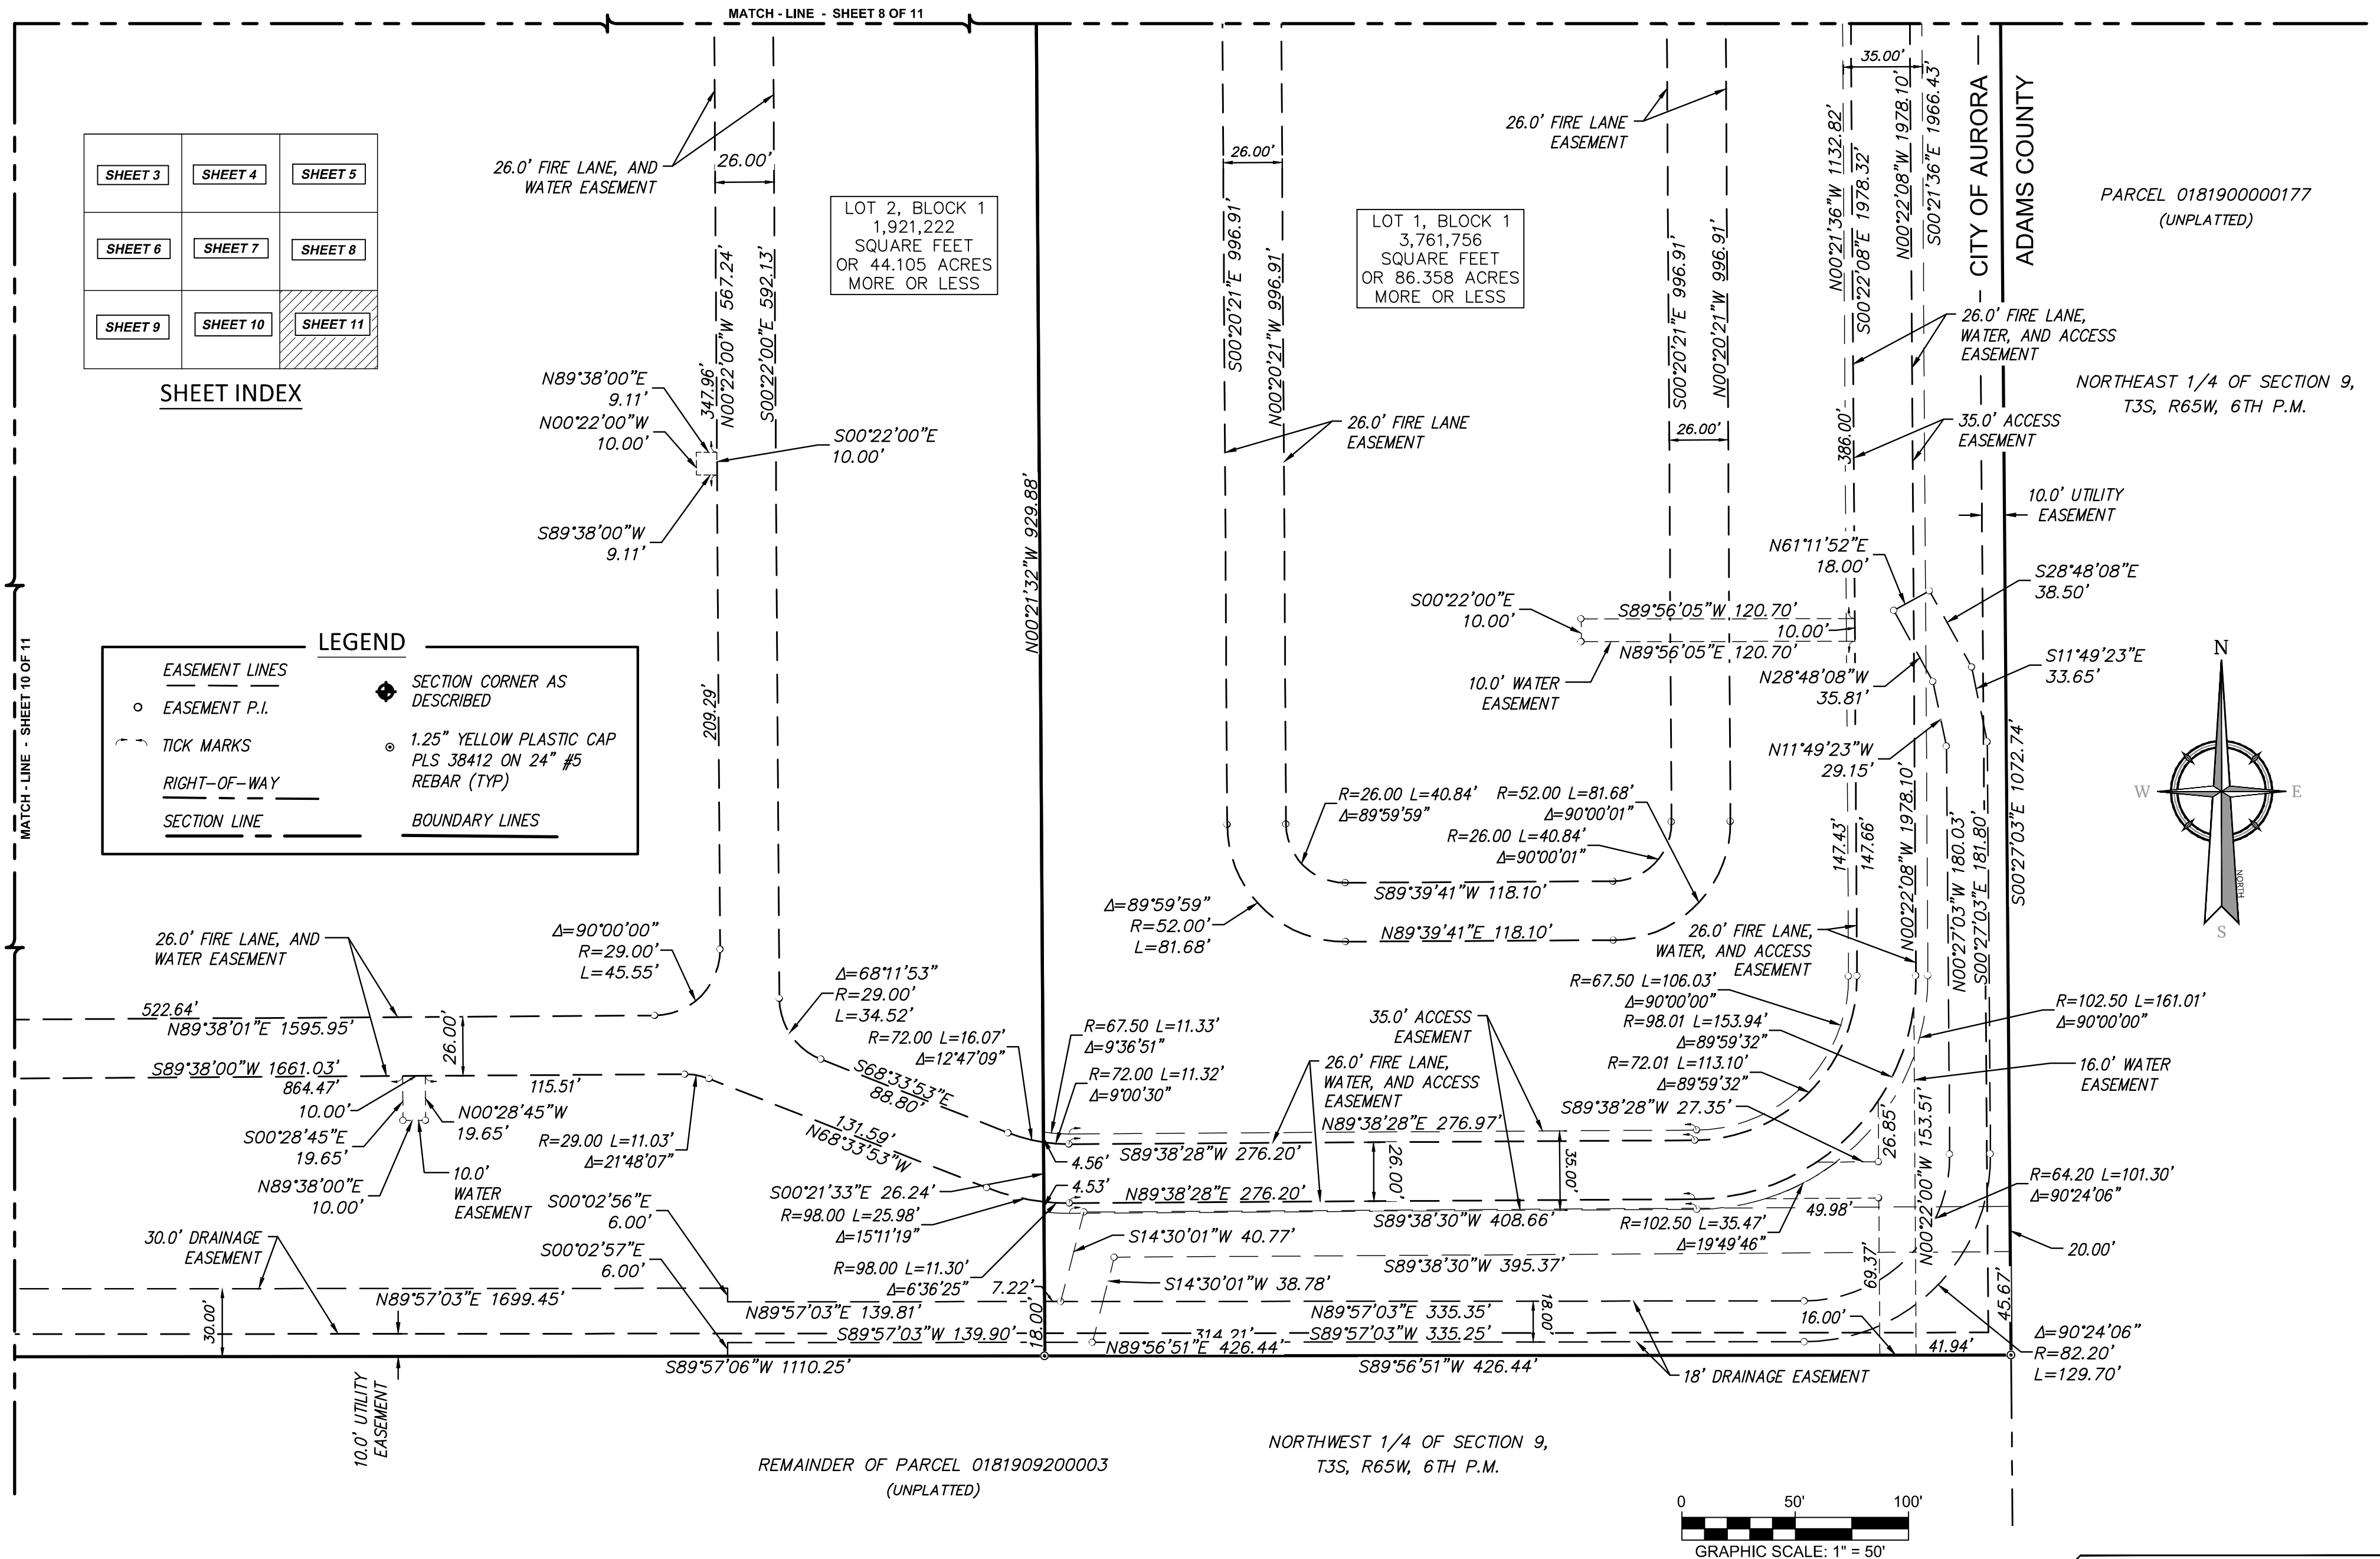 MATCH - LINE - SHEET 8 OF 11
SHEET 3
SHEET 4
SHEET 5
SHEET 6
SHEET 7
SHEET 8
SHEET 9
SHEET 10
SHEET 11
SHEET INDEX
26.0' FIRE LANE, AND
WATER EASEMENT
26.00'
LOT 2, BLOCK 1
1,921,222
SQUARE FEET
OR 44.105 ACRES
MORE OR LESS
347.96'
N00°22'00"W 567.24'
S00°22'00"E 592.13'
N89°38'00"E
9.11'
N00°22'00"W
10.00'
S00°22'00"E
10.00'
S89°38'00"W
9.11'
N00°21'32"W 929.88'
26.00'
S00°20'21"E 996.91'
N00°20'21"W 996.91'
LOT 1, BLOCK 1
3,761,756
SQUARE FEET
OR 86.358 ACRES
MORE OR LESS
26.0' FIRE LANE
EASEMENT
26.0' FIRE LANE
EASEMENT
S00°20'21"E 996.91'
N00°20'21"W 996.91'
26.00'
35.00'
N00°21'36"W 1132.82'
S00°22'08"E 1978.32'
N00°22'08"W 1978.10'
S00°21'36"E 1966.43'
CITY OF AURORA
ADAMS COUNTY
PARCEL 0181900000177
(UNPLATTED)
26.0' FIRE LANE,
WATER, AND ACCESS
EASEMENT
NORTHEAST 1/4 OF SECTION 9,
T3S, R65W, 6TH P.M.
35.0' ACCESS
EASEMENT
386.00'
10.0' UTILITY
EASEMENT
N61°11'52"E
18.00'
S28°48'08"E
38.50'
S00°22'00"E
10.00'
S89°56'05"W 120.70'
10.00'
N89°56'05"E 120.70'
10.0' WATER
EASEMENT
N28°48'08"W
35.81'
S11°49'23"E
33.65'
N11°49'23"W
29.15'
S00°27'03"E 1072.74'
N
W
E
S
NORTH
MATCH - LINE - SHEET 10 OF 11
LEGEND
EASEMENT LINES
EASEMENT P.I.
TICK MARKS
RIGHT-OF-WAY
SECTION LINE
SECTION CORNER AS
DESCRIBED
1.25" YELLOW PLASTIC CAP
PLS 38412 ON 24" #5
REBAR (TYP)
BOUNDARY LINES
209.29'
R=26.00 L=40.84'
Δ=89°59'59"
R=52.00 L=81.68'
Δ=90°00'01"
R=26.00 L=40.84'
Δ=90°00'01"
S89°39'41"W 118.10'
Δ=89°59'59"
R=52.00'
L=81.68'
N89°39'41"E 118.10'
147.43'
147.66'
N00°22'08"W 1978.10'
N00°27'03"W 180.03'
S00°27'03"E 181.80'
26.0' FIRE LANE,
WATER, AND ACCESS
EASEMENT
26.0' FIRE LANE, AND
WATER EASEMENT
Δ=90°00'00"
R=29.00'
L=45.55'
Δ=68°11'53"
R=29.00'
L=34.52'
522.64'
N89°38'01"E 1595.95'
26.00'
S89°38'00"W 1661.03'
864.47'
115.51'
10.00'
N00°28'45"W
19.65'
S00°28'45"E
19.65'
N89°38'00"E
10.00'
10.0'
WATER
EASEMENT
R=29.00 L=11.03'
Δ=21°48'07"
S68°33'53"E
88.80'
131.59'
N68°33'53"W
R=72.00 L=16.07'
Δ=12°47'09"
R=67.50 L=11.33'
Δ=9°36'51"
R=72.00 L=11.32'
Δ=9°00'30"
35.0' ACCESS
EASEMENT
26.0' FIRE LANE,
WATER, AND ACCESS
EASEMENT
R=67.50 L=106.03'
Δ=90°00'00"
R=98.01 L=153.94'
Δ=89°59'32"
R=72.01 L=113.10'
Δ=89°59'32"
S89°38'28"W 27.35'
R=102.50 L=161.01'
Δ=90°00'00"
16.0' WATER
EASEMENT
N89°38'28"E 276.97'
S89°38'28"W 276.20'
4.56'
4.53'
26.00'
35.00'
26.85'
N00°22'00"W 153.51'
S00°21'33"E 26.24'
N89°38'28"E 276.20'
R=98.00 L=25.98'
Δ=15°11'19"
S89°38'30"W 408.66'
R=102.50 L=35.47'
Δ=19°49'46"
49.98'
R=64.20 L=101.30'
Δ=90°24'06"
S00°02'56"E
6.00'
S00°02'57"E
6.00'
30.0' DRAINAGE
EASEMENT
S14°30'01"W 40.77'
S89°38'30"W 395.37'
20.00'
R=98.00 L=11.30'
Δ=6°36'25"
7.22'
S14°30'01"W 38.78'
69.37'
45.67'
30.00'
N89°57'03"E 1699.45'
N89°57'03"E 139.81'
N89°57'03"E 335.35'
18.00'
16.00'
S89°57'03"W 139.90'
18.00'
314.21'
S89°57'03"W 335.25'
N89°56'51"E 426.44'
41.94'
Δ=90°24'06"
R=82.20'
L=129.70'
S89°57'06"W 1110.25'
S89°56'51"W 426.44'
18' DRAINAGE EASEMENT
10.0' UTILITY
EASEMENT
REMAINDER OF PARCEL 0181909200003
(UNPLATTED)
NORTHWEST 1/4 OF SECTION 9,
T3S, R65W, 6TH P.M.
0 50' 100'
GRAPHIC SCALE: 1" = 50'